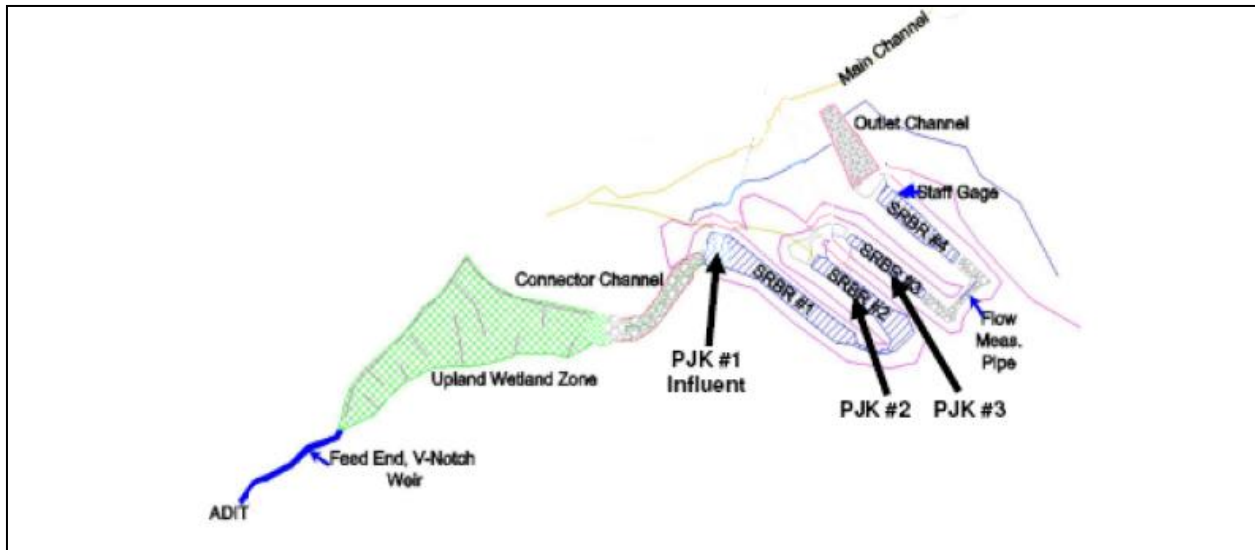 Main Channel
Outlet Channel
Staff Gage
SRBR #4
Connector Channel
SRBR #1
SRBR #3
SRBR #2
Flow
Meas.
Pipe
PJK #1
Influent
Upland Wetland Zone
PJK #2
PJK #3
Feed End, V-Notch
Weir
ADIT